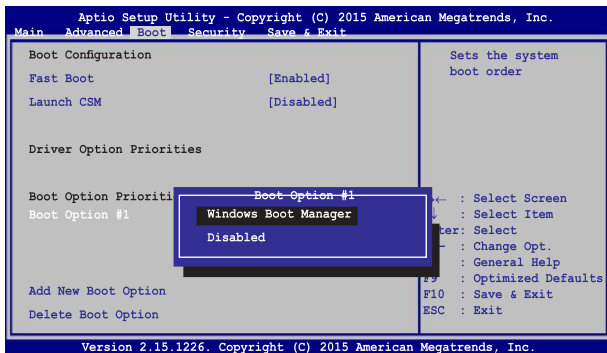 Aptio Setup Utility - Copyright (C) 2015 American Megatrends, Inc.
Main Advanced Boot Security Save & Exit
Boot Configuration
Fast Boot [Enabled]
Launch CSM [Disabled]
Driver Option Priorities
Boot Option Prioriti
Boot Option #1
Add New Boot Option
Delete Boot Option
Boot Option #1
Windows Boot Manager
Disabled
Sets the system
boot order
← : Select Screen
↓ : Select Item
ter: Select
— : Change Opt.
: General Help
F9 : Optimized Defaults
F10 : Save & Exit
ESC : Exit
Version 2.15.1226. Copyright (C) 2015 American Megatrends, Inc.